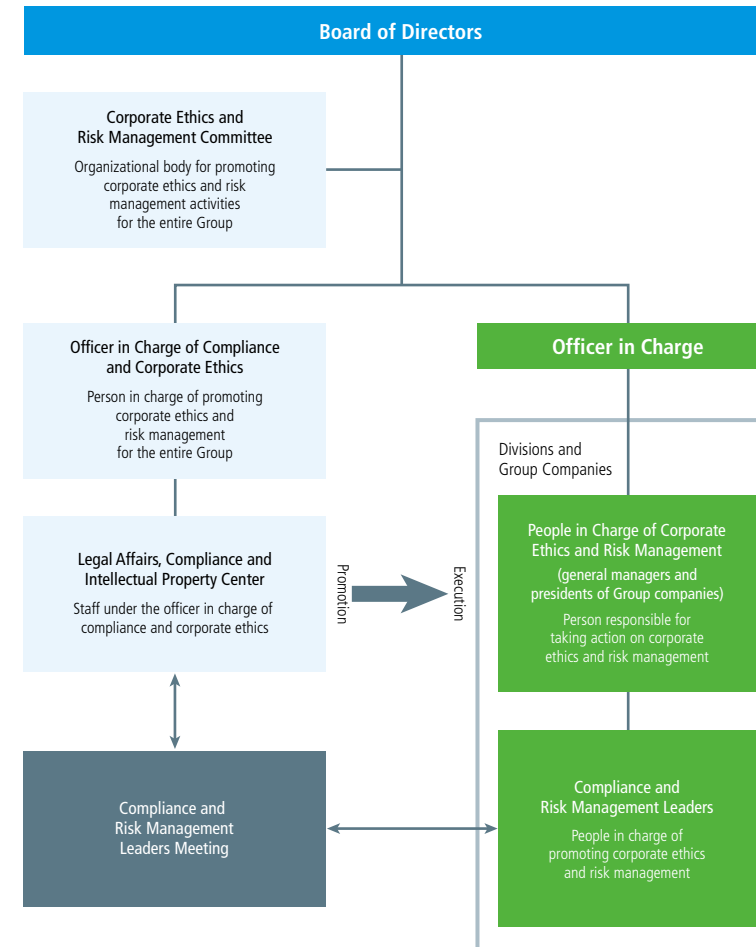 Board of Directors
Corporate Ethics and
Risk Management Committee
Organizational body for promoting
corporate ethics and risk
management activities
for the entire Group
Officer in Charge of Compliance
and Corporate Ethics
Person in charge of promoting
corporate ethics and
risk management
for the entire Group
Officer in Charge
Divisions and
Group Companies
Legal Affairs, Compliance and
Intellectual Property Center
Staff under the officer in charge of
compliance and corporate ethics
Promotion
Execution
People in Charge of Corporate
Ethics and Risk Management
(general managers and
presidents of Group companies)
Person responsible for
taking action on corporate
ethics and risk management
Compliance and
Risk Management
Leaders Meeting
Compliance and
Risk Management Leaders
People in charge of
promoting corporate ethics
and risk management